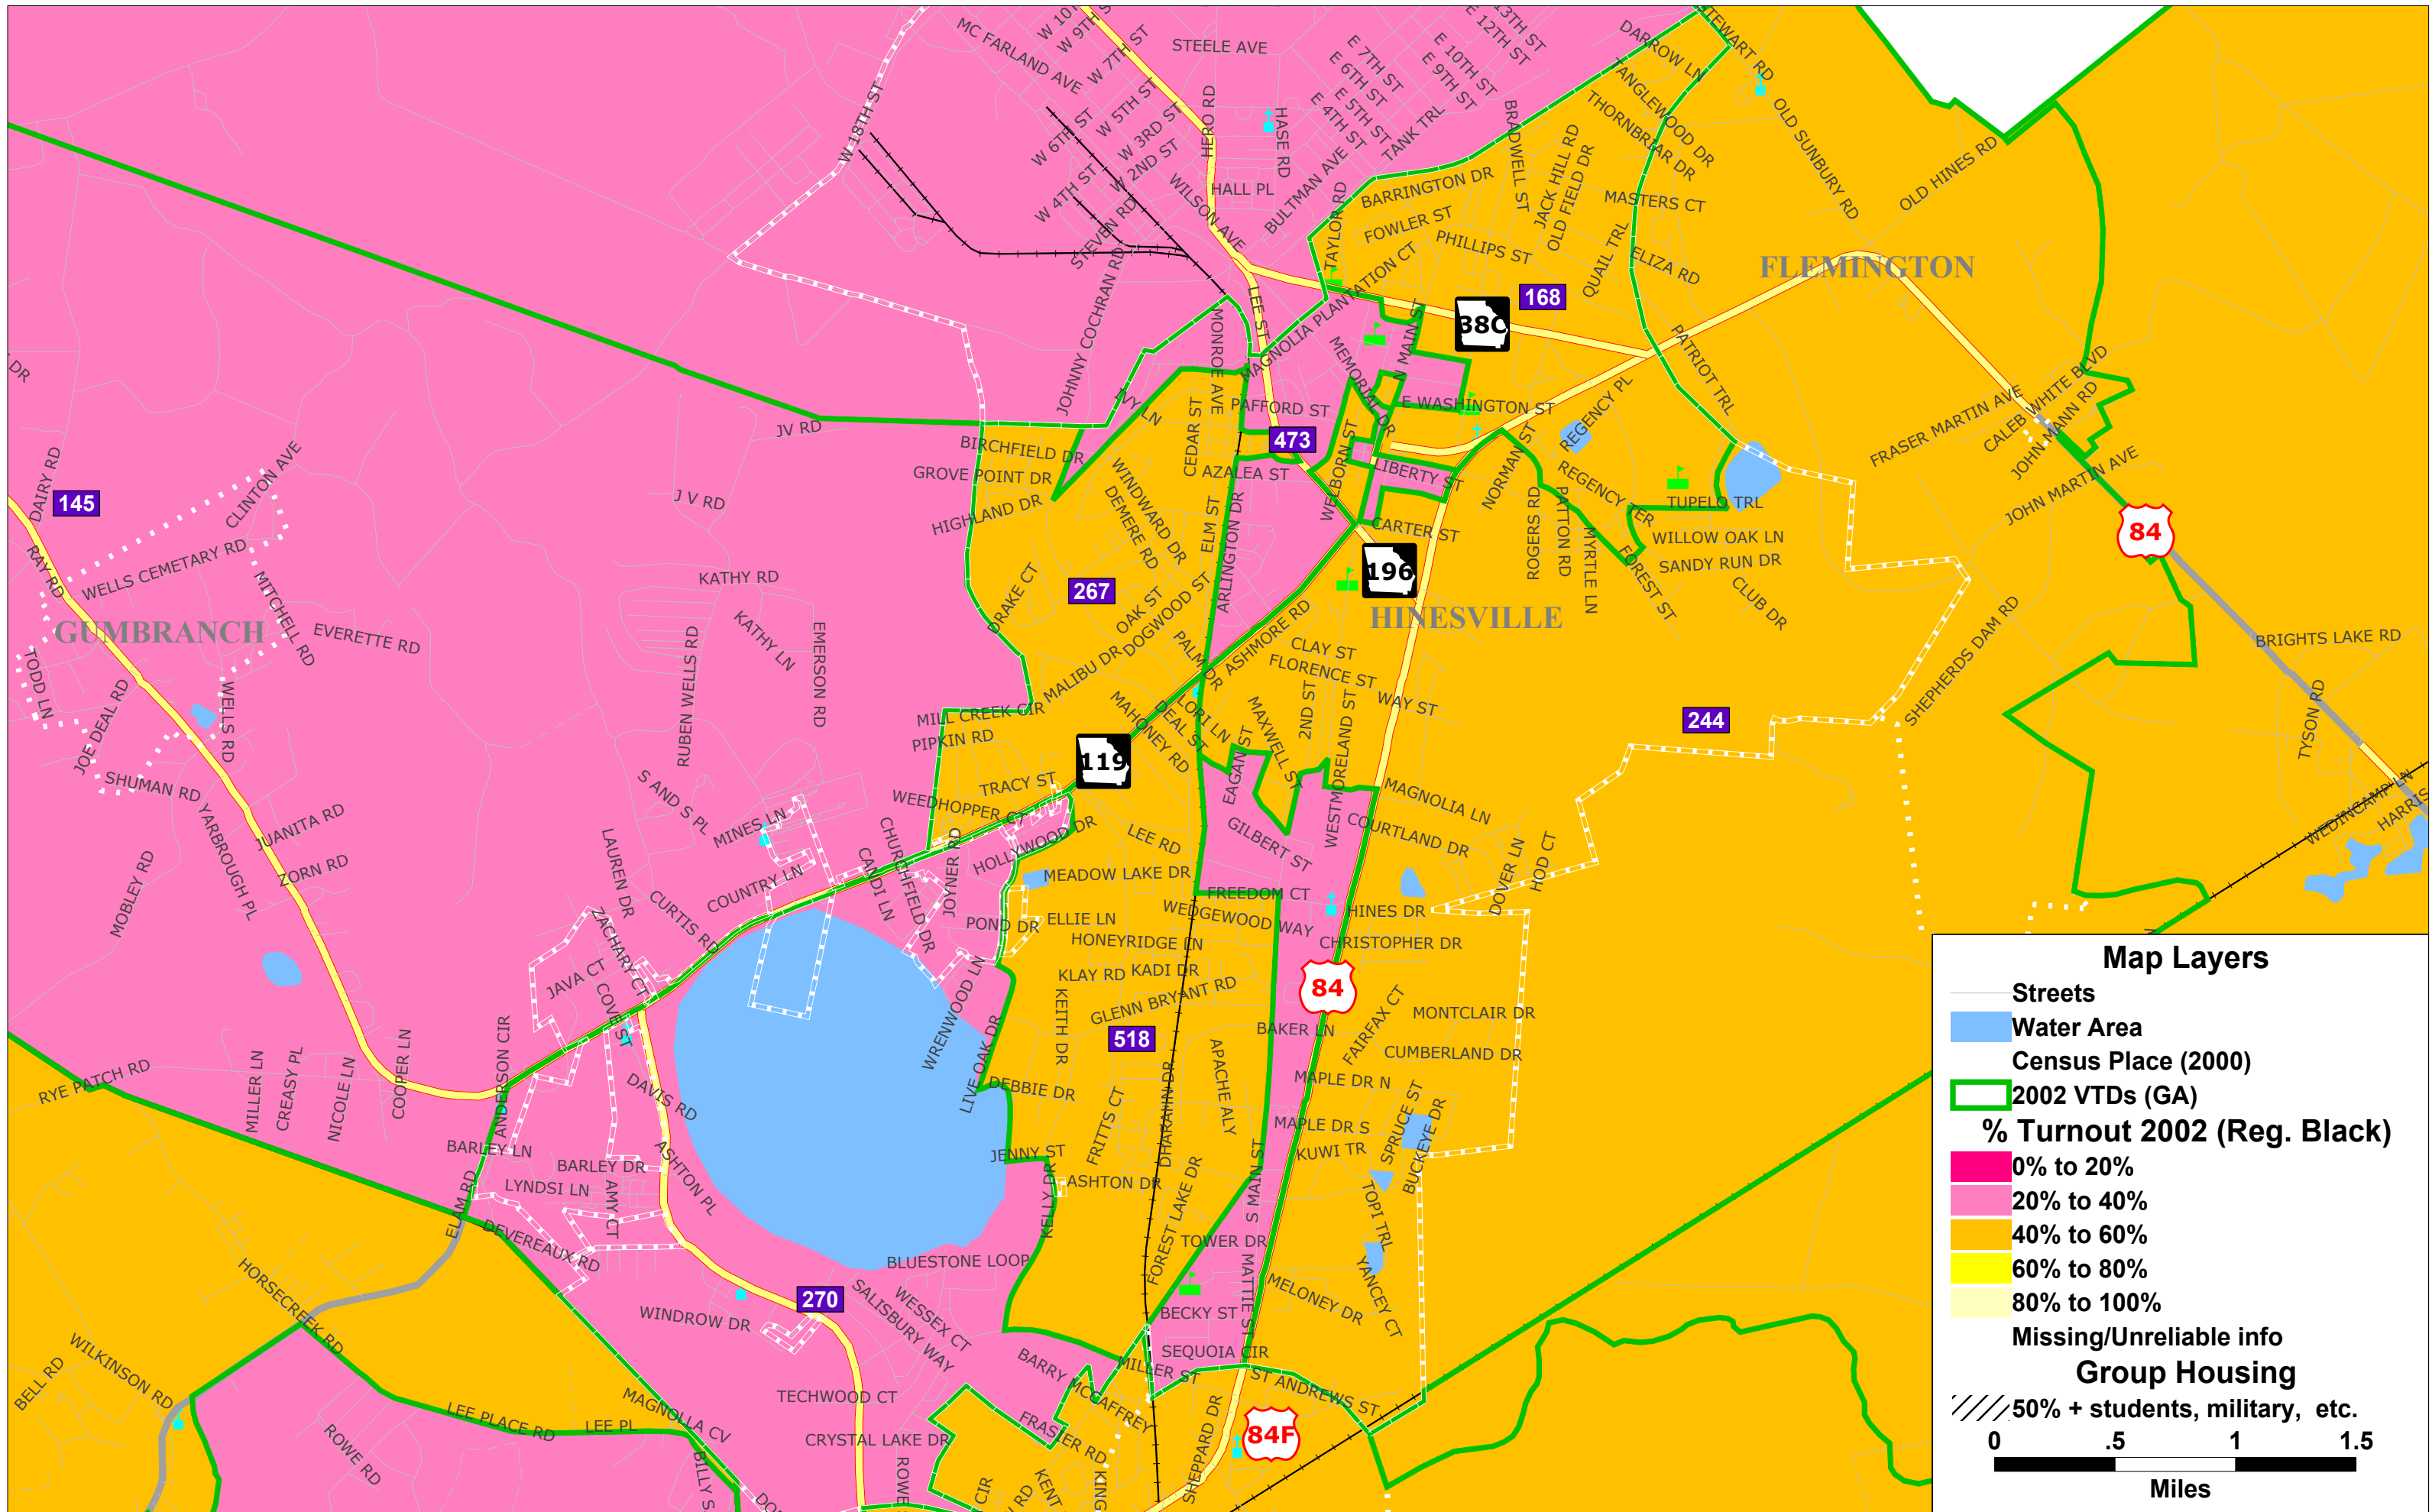 MC FARLAND AVE
W 9TH ST
W 7TH ST
STEELE AVE
E 7TH ST
E 6TH ST
E 5TH ST
E 4TH ST
E 10TH ST
E 9TH ST
13TH ST
E 12TH ST
TANK TRL
DARROW LN
STEWART RD
TANGLEWOOD DR
THORNBRIAR DR
OLD SUNBURY RD
OLD HINES RD
W 18TH ST
W 6TH ST
W 5TH ST
W 3RD ST
W 2ND ST
W 4TH ST
STEVEN RD
HERO RD
HASE RD
HALL PL
WILSON AVE
BULTMAN AVE
TAYLOR RD
BARRINGTON DR
BRADWELL ST
JACK HILL RD
OLD FIELD DR
MASTERS CT
FOWLER ST
PHILLIPS ST
QUAIL TRL
ELIZA RD
FLEMINGTON
168
38C
JOHNNY COCHRAN RD
MONROE AVE
LEE ST
MAGNOLIA PLANTATION CT
MEMORIAL DR
N MAIN ST
PATRIOT TRL
REGENCY PL
E WASHINGTON ST
FRASER MARTIN AVE
CALEB WHITE BLVD
JOHN MANN RD
JOHN MARTIN AVE
DR
JV RD
IVY LN
CEDAR ST
PAFFORD ST
473
BIRCHFIELD DR
GROVE POINT DR
HIGHLAND DR
WINDWARD DR
DEMERE RD
AZALEA ST
WELBORN ST
LIBERTY ST
NORMAN ST
REGENCY TER
TUPELO TRL
DAIRY RD
145
CLINTON AVE
J V RD
ELM ST
ARLINGTON DR
CARTER ST
ROGERS RD
PATTON RD
MYRTLE LN
WILLOW OAK LN
SANDY RUN DR
FOREST ST
CLUB DR
84
RAY RD
WELLS CEMETARY RD
MITCHELL RD
KATHY RD
DRAKE CT
267
OAK ST
DOGWOOD ST
196
HINESVILLE
GUMBRANCH
EVERETTE RD
RUBEN WELLS RD
KATHY LN
EMERSON RD
MALIBU DR
PALM DR
ASHMORE RD
CLAY ST
FLORENCE ST
WAY ST
2ND ST
SHEPHERDS DAM RD
BRIGHTS LAKE RD
TODD LN
JOE DEAL RD
WELLS RD
MILL CREEK CIR
PIPKIN RD
MAHONEY RD
DEAL ST
LORI LN
EAGAN ST
MAXWELL ST
WESTMORELAND ST
244
TYSON RD
SHUMAN RD
YARBROUGH PL
JUANITA RD
ZORN RD
MOBLEY RD
S AND S PL
MINES LN
119
TRACY ST
WEEDHOPPER CT
LEE RD
GILBERT ST
MAGNOLIA LN
COURTLAND DR
DOVER LN
HOD CT
WEDINCAMP LN
HARRIS
LAUREN DR
CURTIS RD
COUNTRY LN
CANDI LN
CHURCHFIELD DR
JOYNER RD
HOLLYWOOD DR
MEADOW LAKE DR
FREEDOM CT
HINES DR
POND DR
ELLIE LN
WEDGEWOOD WAY
HONEYRIDGE LN
CHRISTOPHER DR
ZACHARY CT
JAVA CT
COVE ST
KLAY RD
KADI DR
GLENN BRYANT RD
KEITH DR
84
FAIRFAX CT
MONTCLAIR DR
WRENWOOD LN
LIVE OAK DR
518
BAKER LN
CUMBERLAND DR
RYE PATCH RD
MILLER LN
CREASY PL
NICOLE LN
COOPER LN
ANDERSON CIR
DAVIS RD
DEBBIE DR
FRITTS CT
DHARAHN DR
APACHE ALY
MAPLE DR N
MAPLE DR S
SPRUCE ST
BUCKEYE DR
KUWI TR
BARLEY LN
BARLEY DR
LYNDSI LN
AMY CT
ASHTON PL
JENNY ST
ASHTON DR
KELLY DR
ELAM RD
DEVEREAUX RD
FOREST LAKE DR
S MAIN ST
TOWER DR
TOPI TRL
HORSECREEK RD
BLUESTONE LOOP
MATTIE ST
MELONEY DR
YANCEY CT
WINDROW DR
270
SALISBURY WAY
WESSEX CT
BECKY ST
BELL RD
WILKINSON RD
BARRY MCCAFFREY
MILLER ST
SEQUOIA CIR
ST ANDREWS ST
MAGNOLLA CV
TECHWOOD CT
LEE PLACE RD
LEE PL
ROWE RD
CRYSTAL LAKE DR
FRASIER RD
SHEPPARD DR
84F
BILLY S
ROWE
CIR
KENT
KING
Map Layers
Streets
Water Area
Census Place (2000)
2002 VTDs (GA)
% Turnout 2002 (Reg. Black)
0% to 20%
20% to 40%
40% to 60%
60% to 80%
80% to 100%
Missing/Unreliable info
Group Housing
50% + students, military, etc.
0 .5 1 1.5
Miles